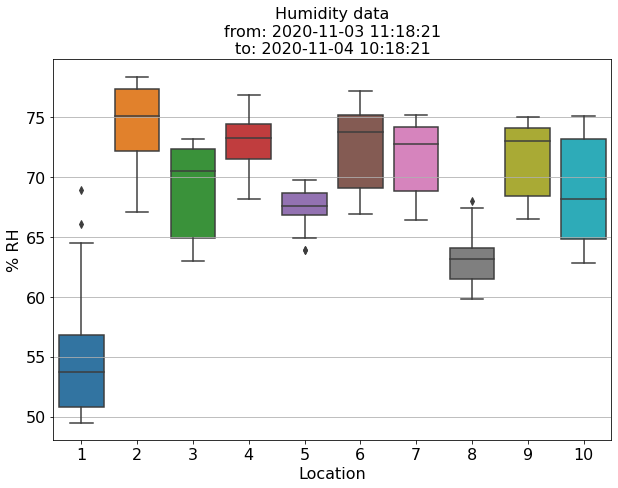 Humidity data
from: 2020-11-03 11:18:21
to: 2020-11-04 10:18:21
% RH
75
70
65
60
55
50
1 2 3 4 5 6 7 8 9 10
Location